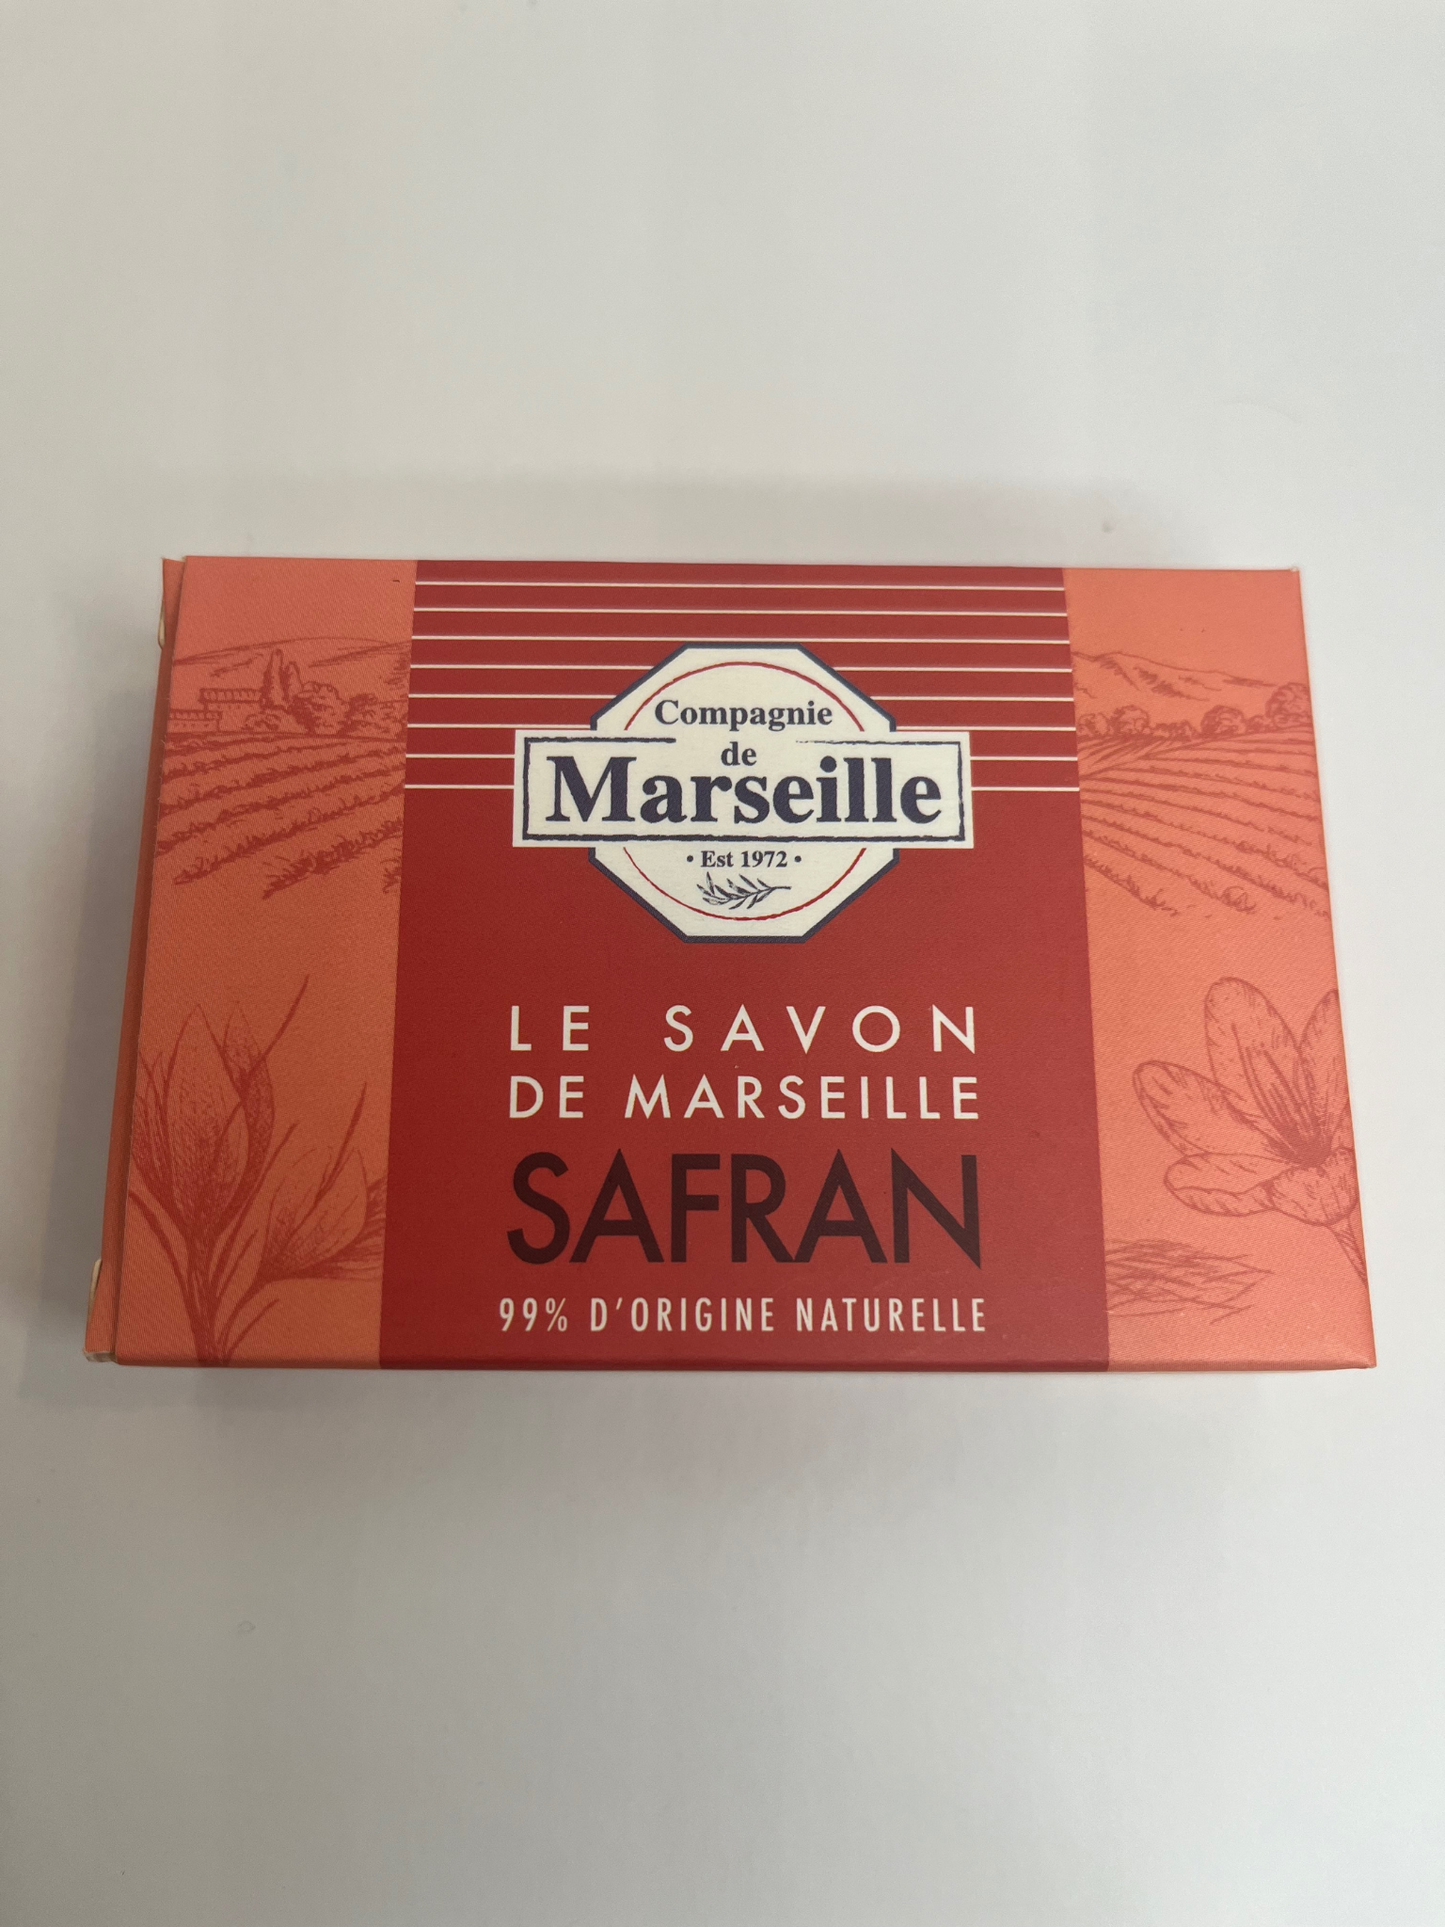 Compagnie
de
Marseille
• Est 1972 •
LE SAVON
DE MARSEILLE
SAFRAN
99% D'ORIGINE NATURELLE